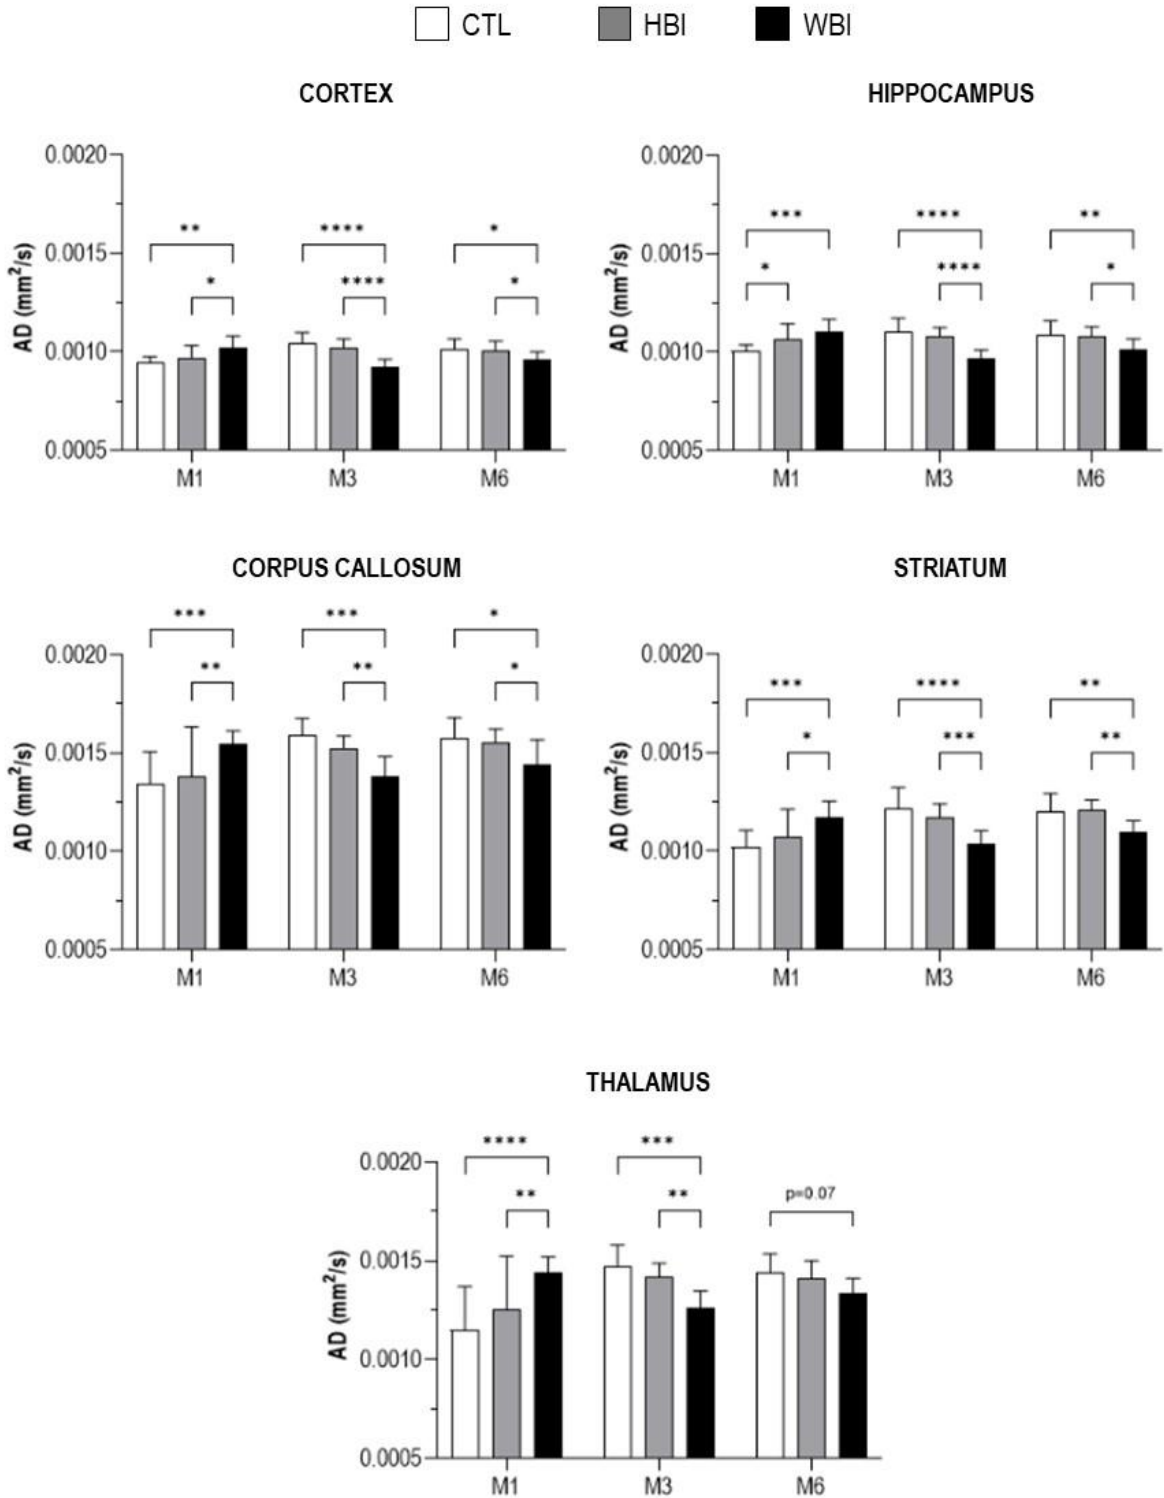 CTL HBI WBI
CORTEX
0.0020
0.0015
0.0010
0.0005
AD (mm²/s)
** **** *
* **** *
M1 M3 M6
HIPPOCAMPUS
0.0020
0.0015
0.0010
0.0005
AD (mm²/s)
*** **** **
* **** *
M1 M3 M6
CORPUS CALLOSUM
0.0020
0.0015
0.0010
0.0005
AD (mm²/s)
*** *** *
** ** *
M1 M3 M6
STRIATUM
0.0020
0.0015
0.0010
0.0005
AD (mm²/s)
*** **** **
* *** **
M1 M3 M6
THALAMUS
0.0020
0.0015
0.0010
0.0005
AD (mm²/s)
**** ***
** ** p=0.07
M1 M3 M6